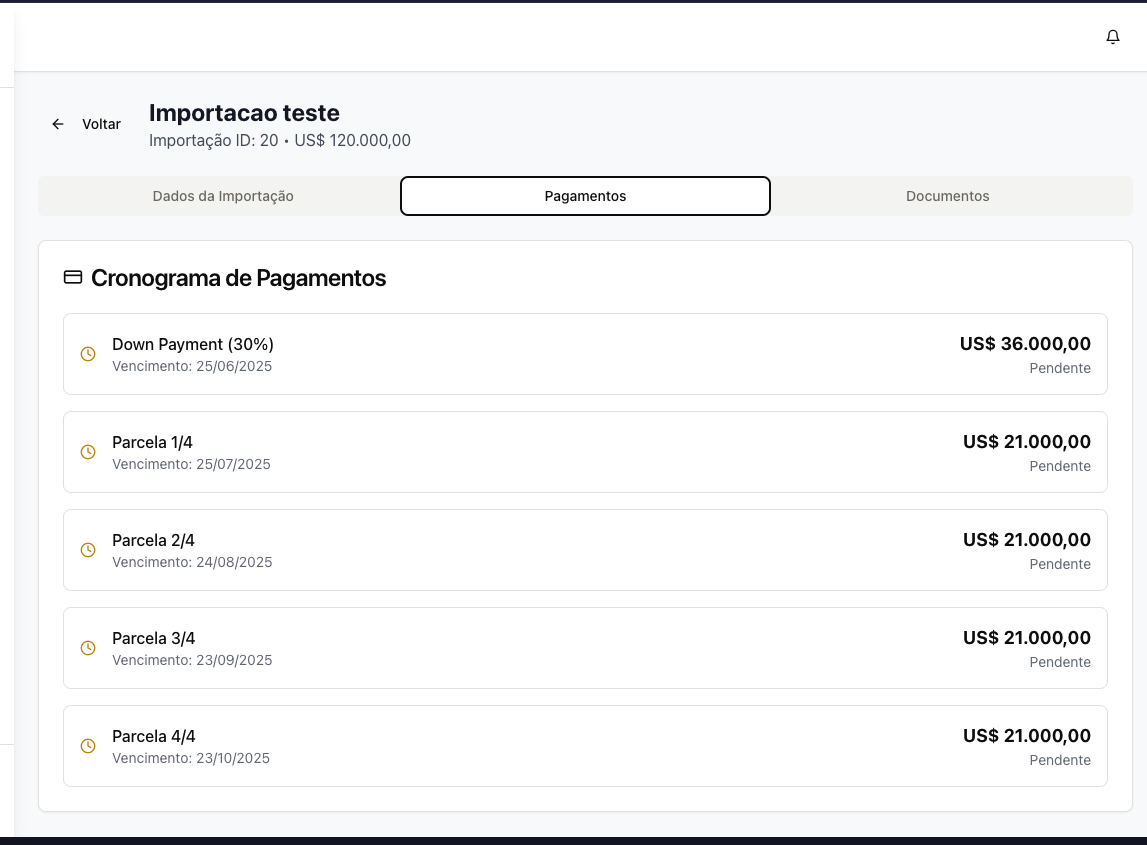 Voltar
Importacao teste
Importação ID: 20 • US$ 120.000,00
Dados da Importação
Pagamentos
Documentos
Cronograma de Pagamentos
Down Payment (30%)
US$ 36.000,00
Vencimento: 25/06/2025
Pendente
Parcela 1/4
US$ 21.000,00
Vencimento: 25/07/2025
Pendente
Parcela 2/4
US$ 21.000,00
Vencimento: 24/08/2025
Pendente
Parcela 3/4
US$ 21.000,00
Vencimento: 23/09/2025
Pendente
Parcela 4/4
US$ 21.000,00
Vencimento: 23/10/2025
Pendente